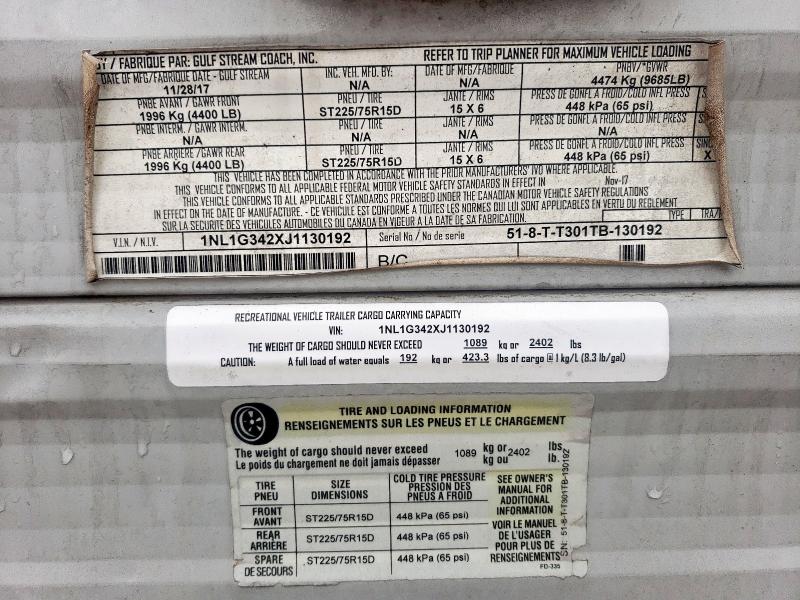 Y / FABRIQUE PAR: GULF STREAM COACH, INC. REFER TO TRIP PLANNER FOR MAXIMUM VEHICLE LOADING
DATE OF MFG/FABRIQUE DATE - GULF STREAM INC. VEH. MFG. BY: DATE OF MFG/FABRIQUE PNBV/*GVWR
11/28/17 N/A N/A 4474 Kg (9685LB)
PNBE AVANT / GAWR FRONT PNEU / TIRE JANTE / RIMS PRESS DE GONFL A FROID/COLD INFL PRESS S
1996 Kg (4400 LB) ST225/75R15D 15 X 6 448 kPa (65 psi)
PNBE INTERM. / GAWR INTERM. PNEU / TIRE JANTE / RIMS PRESS DE GONFL A FROID/COLD INFL PRESS S
N/A N/A N/A N/A
PNBE ARRIERE / GAWR REAR PNEU / TIRE JANTE / RIMS PRESS DE GONFL A FROID/COLD INFL PRESS SING
1996 Kg (4400 LB) ST225/75R15D 15 X 6 448 kPa (65 psi) X
THIS VEHICLE HAS BEEN COMPLETED IN ACCORDANCE WITH THE PRIOR MANUFACTURERS' IVD WHERE APPLICABLE.
THIS VEHICLE CONFORMS TO ALL APPLICABLE FEDERAL MOTOR VEHICLE SAFETY STANDARDS IN EFFECT IN Nov-17
THIS VEHICLE CONFORMS TO ALL APPLICABLE STANDARDS PRESCRIBED UNDER THE CANADIAN MOTOR VEHICLE SAFETY REGULATIONS
IN EFFECT ON THE DATE OF MANUFACTURE. - CE VEHICULE EST CONFORME A TOUTES LES NORMES QUI LUI SONT APPLICABLES EN VERTU DU REGLEMENT
SUR LA SECURITE DES VEHICULES AUTOMOBILES DU CANADA EN VIGEUR A LA DATE DE SA FABRICATION. TYPE TRA/
V.I.N. / N.I.V. 1NL1G342XJ1130192 Serial No / No de serie 51-8-T-T301TB-130192
B/C
RECREATIONAL VEHICLE TRAILER CARGO CARRYING CAPACITY
VIN: 1NL1G342XJ1130192
THE WEIGHT OF CARGO SHOULD NEVER EXCEED 1089 kg or 2402 lbs
CAUTION: A full load of water equals 192 kg or 423.3 lbs of cargo @ 1 kg/L (8.3 lb/gal)
TIRE AND LOADING INFORMATION
RENSEIGNEMENTS SUR LES PNEUS ET LE CHARGEMENT
The weight of cargo should never exceed 1089 kg or 2402 lbs.
Le poids du chargement ne doit jamais dépasser kg ou lb.
TIRE PNEU SIZE DIMENSIONS COLD TIRE PRESSURE PRESSION DES PNEUS A FROID
FRONT AVANT ST225/75R15D 448 kPa (65 psi)
REAR ARRIÈRE ST225/75R15D 448 kPa (65 psi)
SPARE DE SECOURS ST225/75R15D 448 kPa (65 psi)
SEE OWNER'S
MANUAL FOR
ADDITIONAL
INFORMATION
VOIR LE MANUEL
DE L'USAGER
POUR PLUS DE
RENSEIGNEMENTS
FD-335
SN: 51-8-T-T301TB-130192